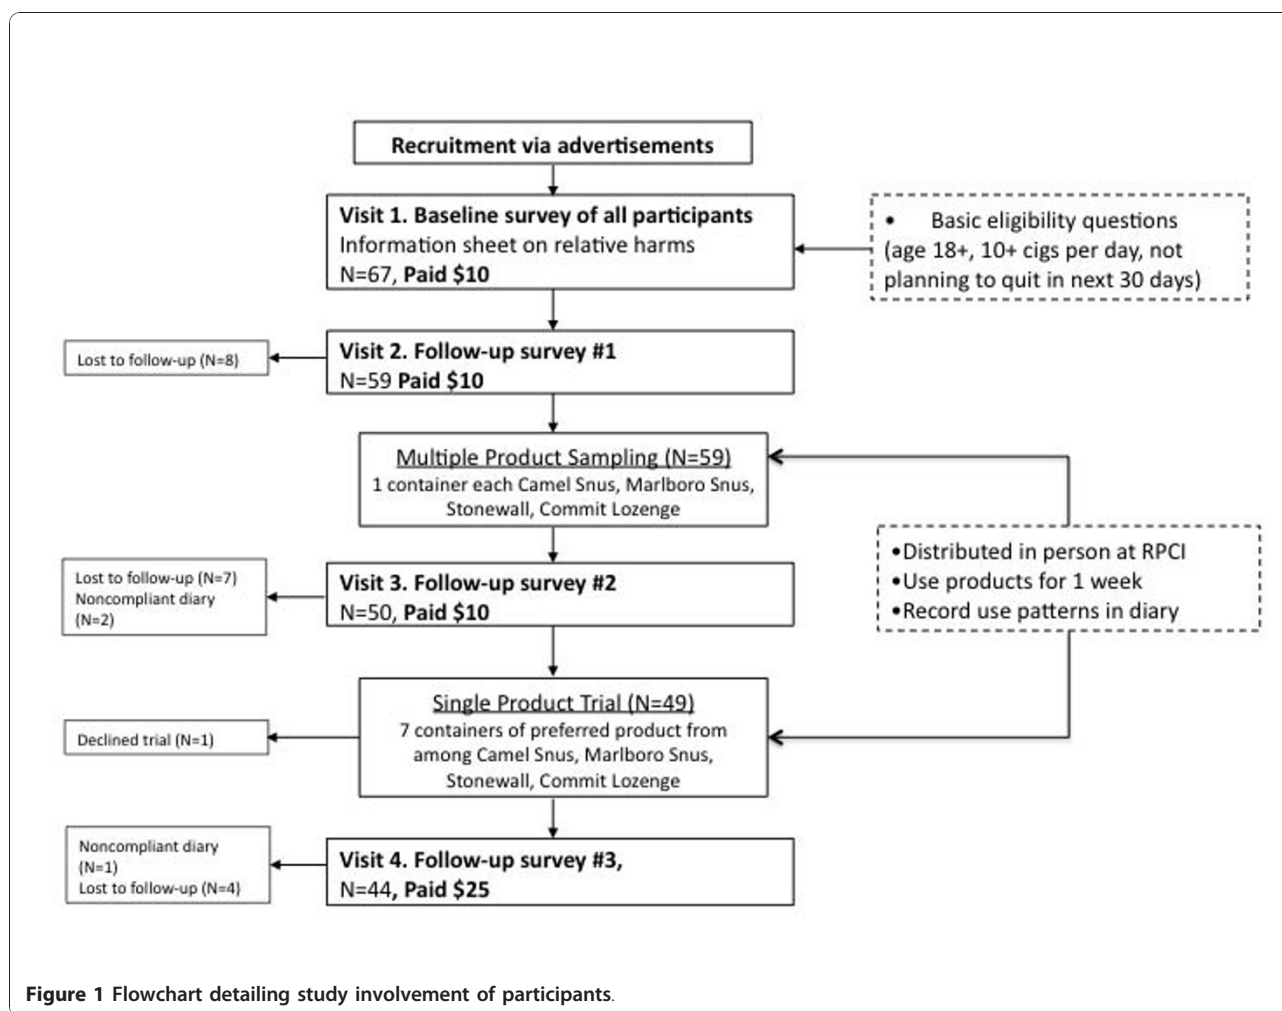 Recruitment via advertisements
Visit 1. Baseline survey of all participants
Information sheet on relative harms
N=67, Paid $10
• Basic eligibility questions
(age 18+, 10+ cigs per day, not
planning to quit in next 30 days)
Lost to follow-up (N=8)
Visit 2. Follow-up survey #1
N=59 Paid $10
Multiple Product Sampling (N=59)
1 container each Camel Snus, Marlboro Snus,
Stonewall, Commit Lozenge
•Distributed in person at RPCI
•Use products for 1 week
•Record use patterns in diary
Lost to follow-up (N=7)
Noncompliant diary
(N=2)
Visit 3. Follow-up survey #2
N=50, Paid $10
Single Product Trial (N=49)
7 containers of preferred product from
among Camel Snus, Marlboro Snus,
Stonewall, Commit Lozenge
Declined trial (N=1)
Noncompliant diary
(N=1)
Lost to follow-up (N=4)
Visit 4. Follow-up survey #3,
N=44, Paid $25
Figure 1 Flowchart detailing study involvement of participants.